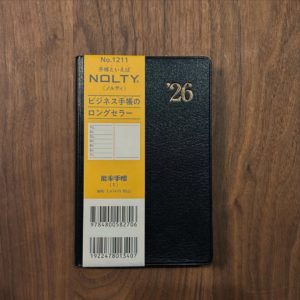 No.1211
手帳といえば
NOLTY.
〈ノルティ〉
ビジネス手帳の
ロングセラー
能率手帳
9784800582706
1922478013407
'26